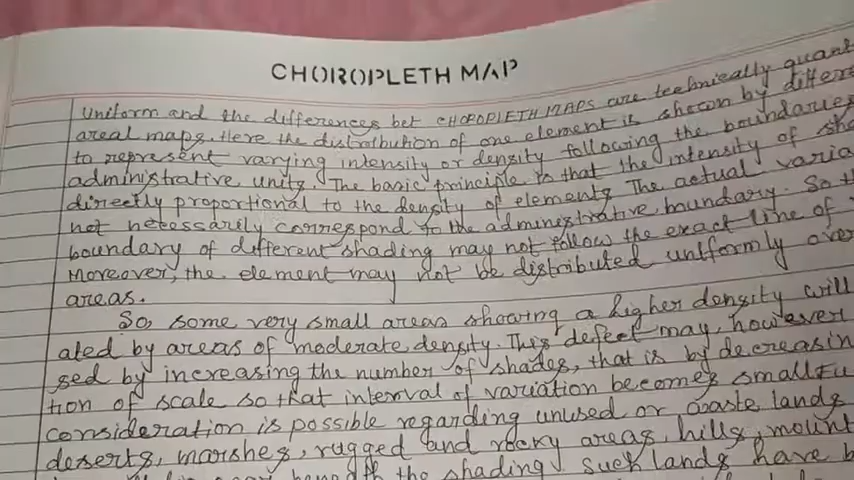 CHOROPLETH MAP
Uniform and the differences bet CHOROPLETH MAPS are technically quant
areal maps. Here the distribution of one element is shown by differ
to represent varying intensity or density following the boundaries
administrative units. The basic principle is that the intensity of sha
directly proportional to the density of elements The actual varia
not necessarily correspond to the administrative boundary. So th
boundary of different shading may not follow the exact line of
Moreover, the element may not be distributed uniformly over
areas.
So, some very small areas showing a higher density will
ated by areas of moderate density. This defect may, however
sed by increasing the number of shades, that is by decreasin
tion of scale so that interval of variation becomes small Fu
consideration is possible regarding unused or waste lands
deserts, marshes, rugged and rocky areas, hills, mount
the shading. Such lands have b